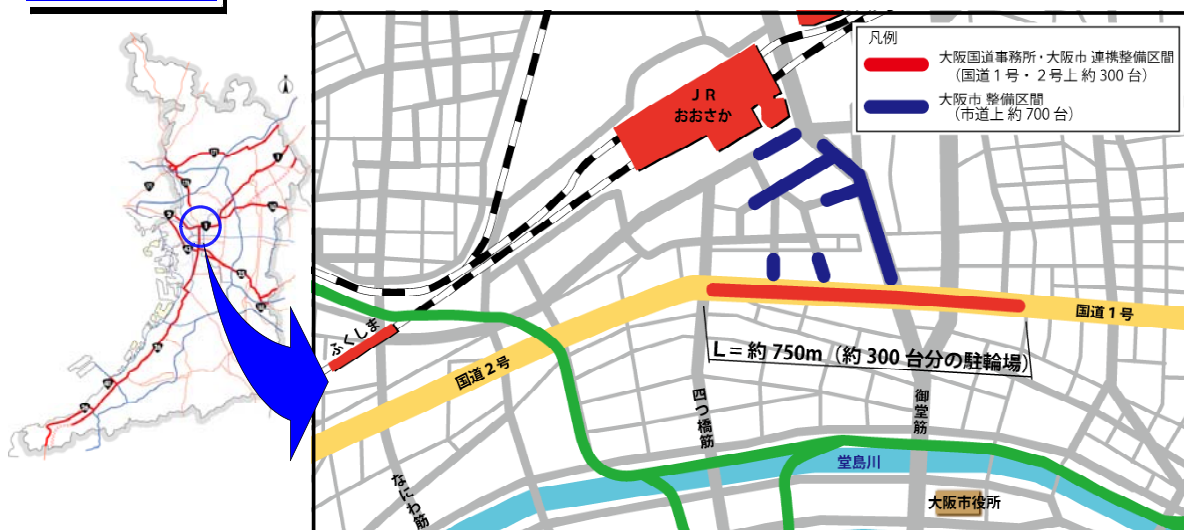 凡例
大阪国道事務所・大阪市 連携整備区間
（国道1号・2号上 約300台）
大阪市 整備区間
（市道上 約700台）
JR
おおさか
ふくしま
国道2号
国道1号
L=約750m（約300台分の駐輪場）
四つ橋筋
御堂筋
なにわ筋
堂島川
大阪市役所